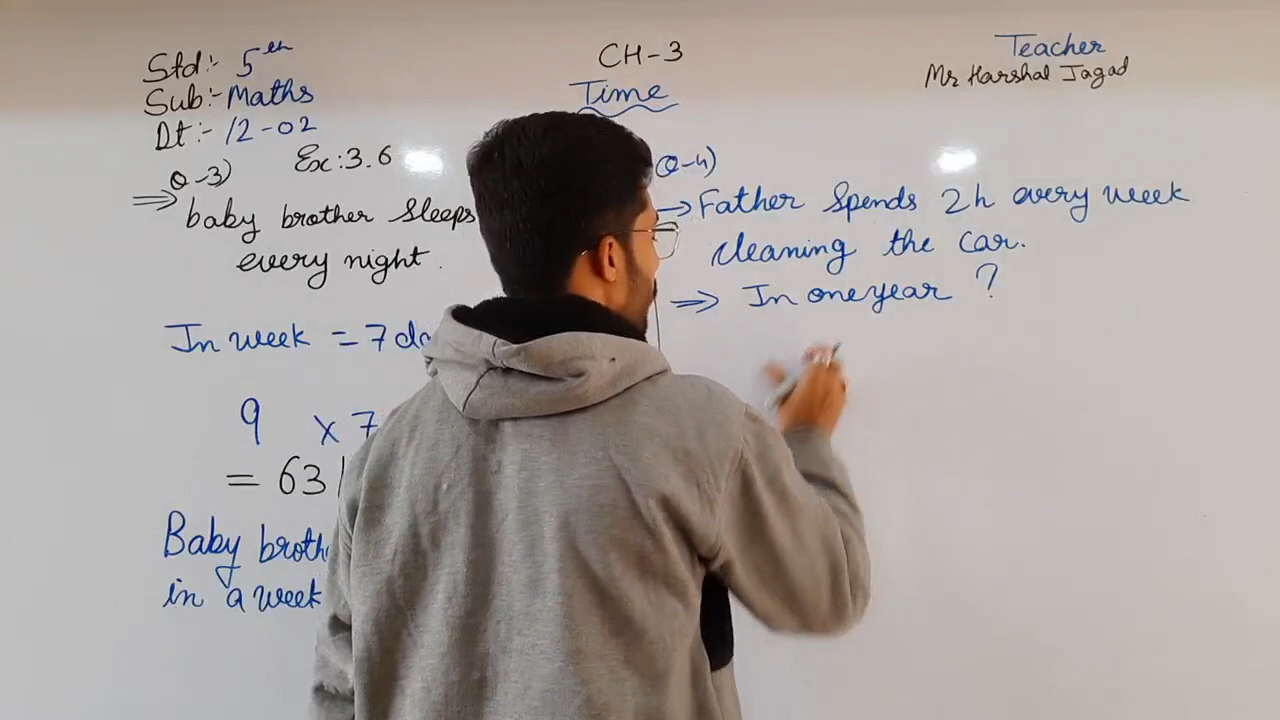 Std:- 5th
Sub:- Maths
Dt:- 12-02
CH-3
Time
Teacher
Mr Harshal Jagad
Ex:3.6
Q-3)
⇒ baby brother sleeps
every night.
In week = 7
9 x 7
= 63
Baby
in a week
Q-4)
→ Father Spends 2h every week
cleaning the car.
⇒ In one year ?